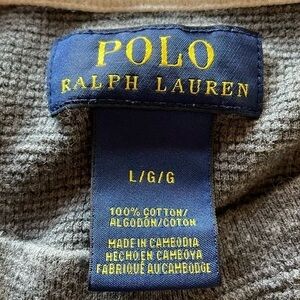 POLO
RALPH LAUREN
L/G/G
100% COTTON/
ALGODÓN/COTON
MADE IN CAMBODIA
HECHO EN CAMBOYA
FABRIQUÉ AU CAMBODGE